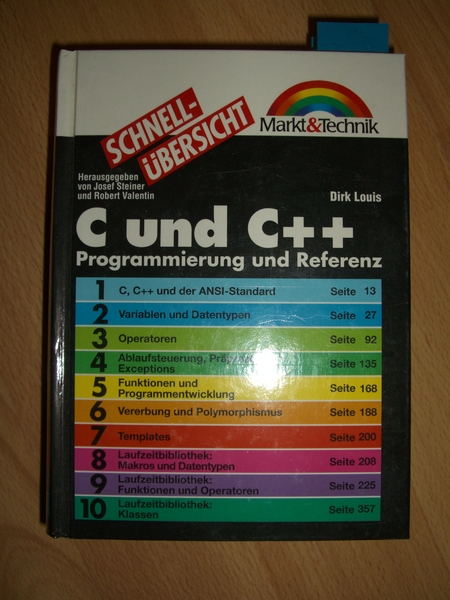 SCHNELL-
ÜBERSICHT
Markt&Technik
Herausgegeben
von Josef Steiner
und Robert Valentin
Dirk Louis
C und C++
Programmierung und Referenz
1 C, C++ und der ANSI-Standard Seite 13
2 Variablen und Datentypen Seite 27
3 Operatoren Seite 92
4 Ablaufsteuerung, Seite 135
Exceptions
5 Funktionen und
Programmentwicklung Seite 168
6 Vererbung und Polymorphismus Seite 188
7 Templates Seite 200
8 Laufzeitbibliothek:
Makros und Datentypen Seite 208
9 Laufzeitbibliothek:
Funktionen und Operatoren Seite 225
10 Laufzeitbibliothek:
Klassen Seite 357